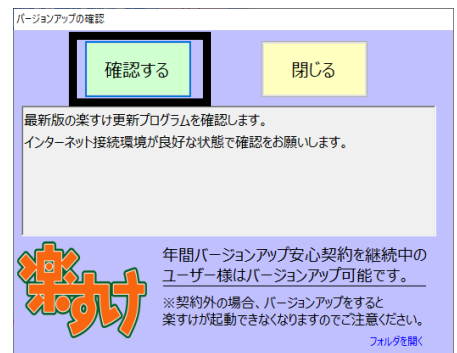 バージョンアップの確認
確認する
閉じる
最新版の楽すけ更新プログラムを確認します。
インターネット接続環境が良好な状態で確認をお願いします。
楽すけ
年間バージョンアップ安心契約を継続中の
ユーザー様はバージョンアップ可能です。
※契約外の場合、バージョンアップをすると
楽すけが起動できなくなりますのでご注意ください。
フォルダを開く